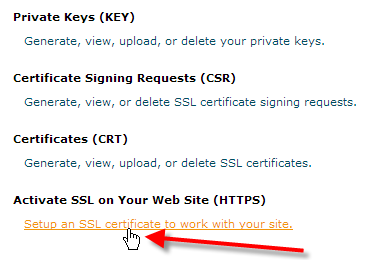 Private Keys (KEY)
Generate, view, upload, or delete your private keys.
Certificate Signing Requests (CSR)
Generate, view, or delete SSL certificate signing requests.
Certificates (CRT)
Generate, view, upload, or delete SSL certificates.
Activate SSL on Your Web Site (HTTPS)
Setup an SSL certificate to work with your site.